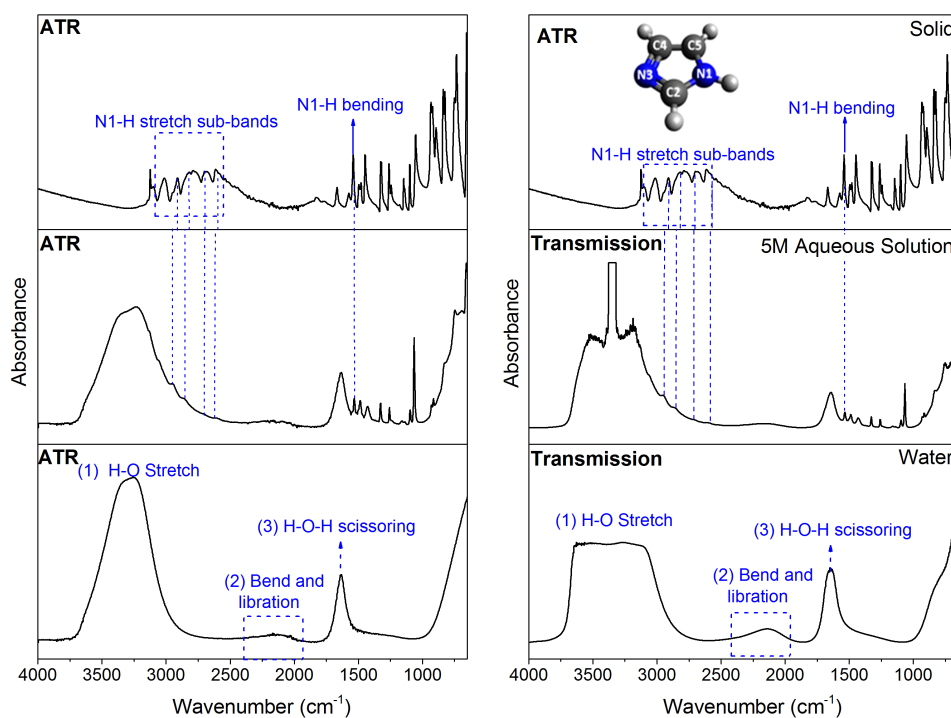 ATR
N1-H bending
N1-H stretch sub-bands
ATR
ATR
(1) H-O Stretch
(3) H-O-H scissoring
(2) Bend and
libration
Absorbance
4000 3500 3000 2500 2000 1500 1000
Wavenumber (cm-1)
ATR
Solid
C4 C5
N3 N1
C2
N1-H bending
N1-H stretch sub-bands
Transmission
5M Aqueous Solution
Transmission
Water
(1) H-O Stretch
(3) H-O-H scissoring
(2) Bend and
libration
Absorbance
4000 3500 3000 2500 2000 1500 1000
Wavenumber (cm-1)